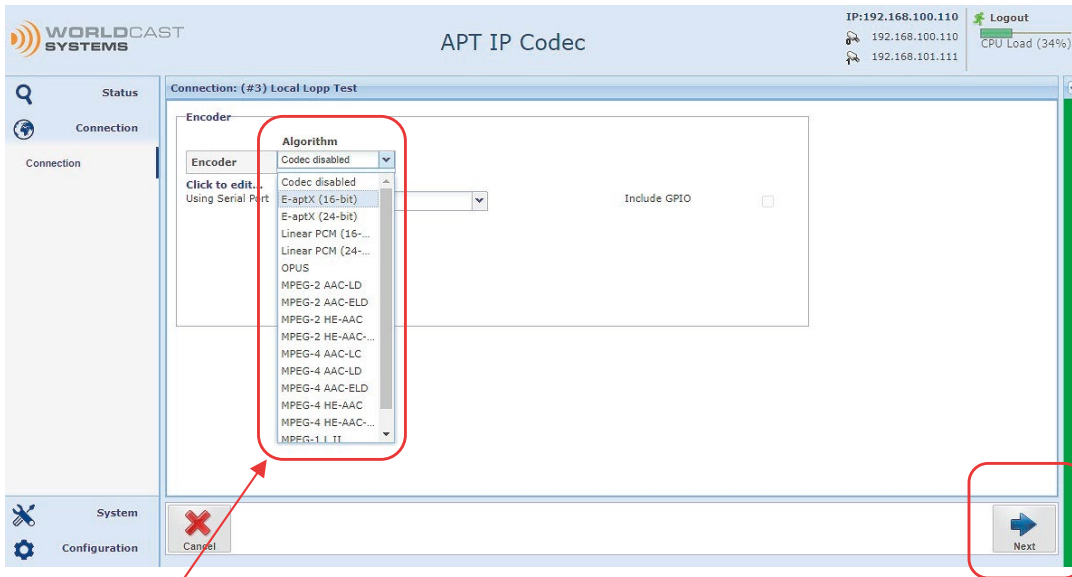 WORLDCAST
SYSTEMS
APT IP Codec
IP:192.168.100.110
192.168.100.110
192.168.101.111
Logout
CPU Load (34%)
Status
Connection
Connection
Connection: (#3) Local Lopp Test
Encoder
Algorithm
Encoder
Codec disabled
Click to edit...
Using Serial Port
Include GPIO
Codec disabled
E-aptX (16-bit)
E-aptX (24-bit)
Linear PCM (16-...
Linear PCM (24-...
OPUS
MPEG-2 AAC-LD
MPEG-2 AAC-ELD
MPEG-2 HE-AAC
MPEG-2 HE-AAC-...
MPEG-4 AAC-LC
MPEG-4 AAC-LD
MPEG-4 AAC-ELD
MPEG-4 HE-AAC
MPEG-4 HE-AAC-...
MPEG-1 L II
System
Configuration
Cancel
Next